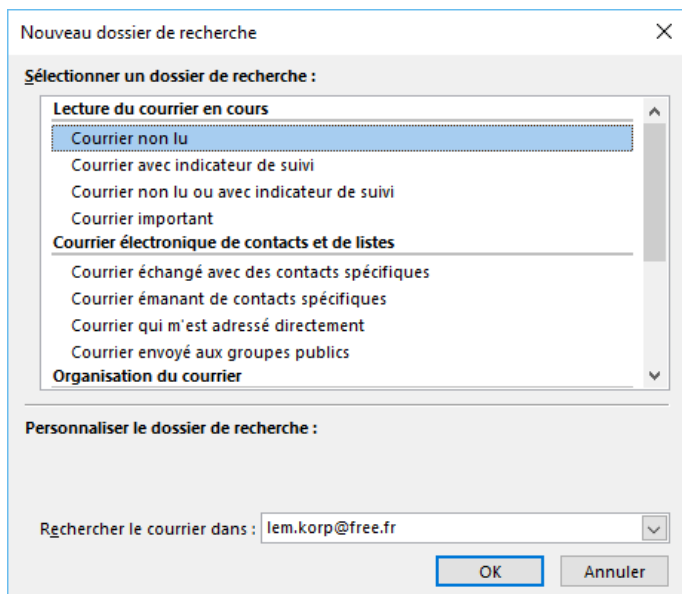 Nouveau dossier de recherche
Sélectionner un dossier de recherche :
Lecture du courrier en cours
Courrier non lu
Courrier avec indicateur de suivi
Courrier non lu ou avec indicateur de suivi
Courrier important
Courrier électronique de contacts et de listes
Courrier échangé avec des contacts spécifiques
Courrier émanant de contacts spécifiques
Courrier qui m'est adressé directement
Courrier envoyé aux groupes publics
Organisation du courrier
Personnaliser le dossier de recherche :
Rechercher le courrier dans : lem.korp@free.fr
OK Annuler